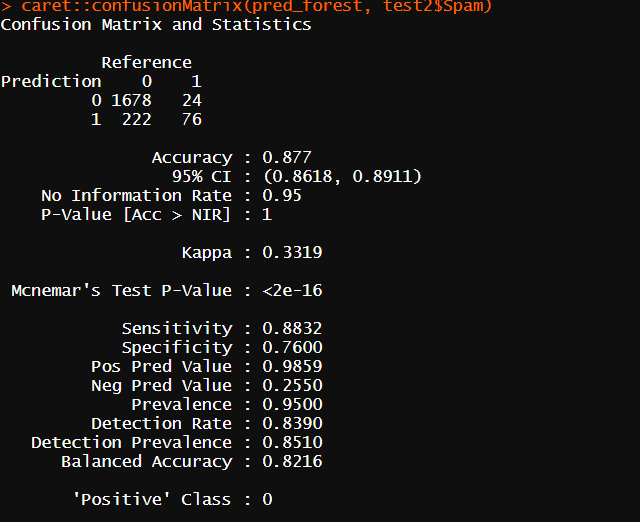 > caret::confusionMatrix(pred_forest, test2$Spam)
Confusion Matrix and Statistics
Reference
Prediction 0 1
0 1678 24
1 222 76
Accuracy : 0.877
95% CI : (0.8618, 0.8911)
No Information Rate : 0.95
P-Value [Acc > NIR] : 1
Kappa : 0.3319
Mcnemar's Test P-Value : <2e-16
Sensitivity : 0.8832
Specificity : 0.7600
Pos Pred Value : 0.9859
Neg Pred Value : 0.2550
Prevalence : 0.9500
Detection Rate : 0.8390
Detection Prevalence : 0.8510
Balanced Accuracy : 0.8216
'Positive' Class : 0